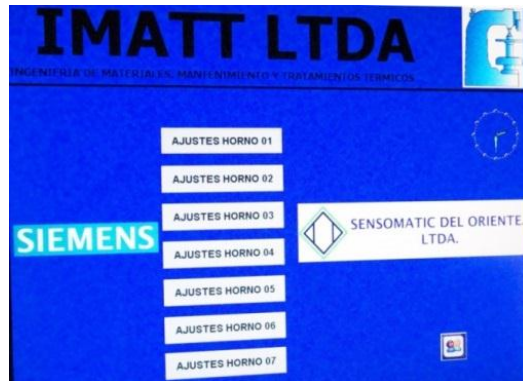 IMATT LTDA
INGENIERIA DE MATERIALES, MANTENIMIENTO Y TRATAMIENTOS TERMICOS
AJUSTES HORNO 01
AJUSTES HORNO 02
AJUSTES HORNO 03
AJUSTES HORNO 04
AJUSTES HORNO 05
AJUSTES HORNO 06
AJUSTES HORNO 07
SIEMENS
SENSOMATIC DEL ORIENTE
LTDA.